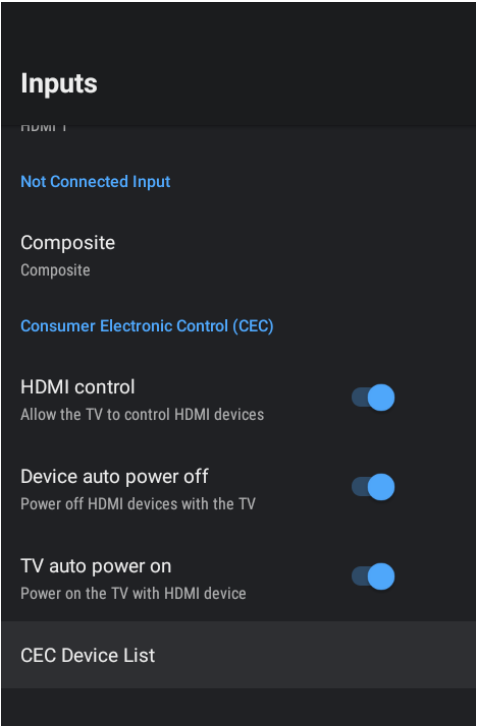 Inputs
HDMI 1
Not Connected Input
Composite
Composite
Consumer Electronic Control (CEC)
HDMI control
Allow the TV to control HDMI devices
Device auto power off
Power off HDMI devices with the TV
TV auto power on
Power on the TV with HDMI device
CEC Device List